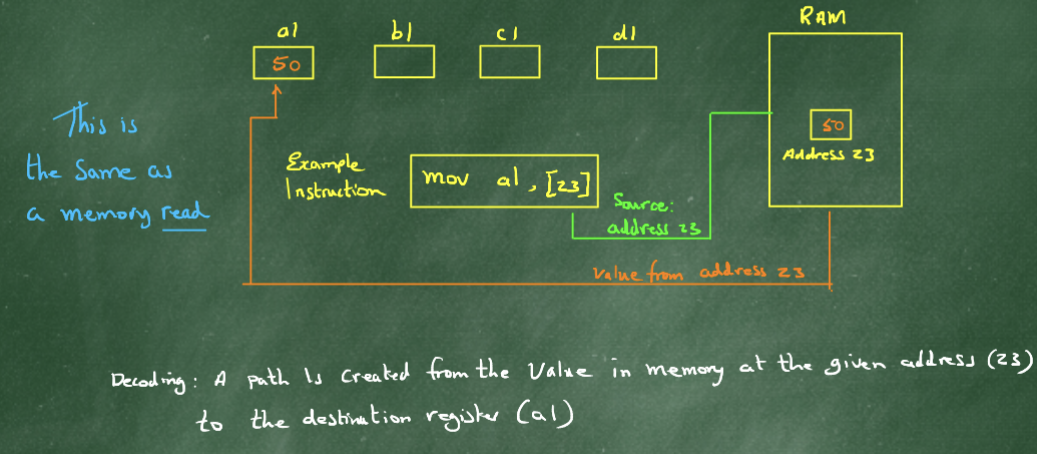 al bl cl dl RAM
50
This is
the Same as
a memory read
Example
Instruction
mov al, [23]
Source:
address 23
50
Address 23
Value from address 23
Decoding: A path Is Created from the Value in memory at the given address (23)
to the destination register (al)